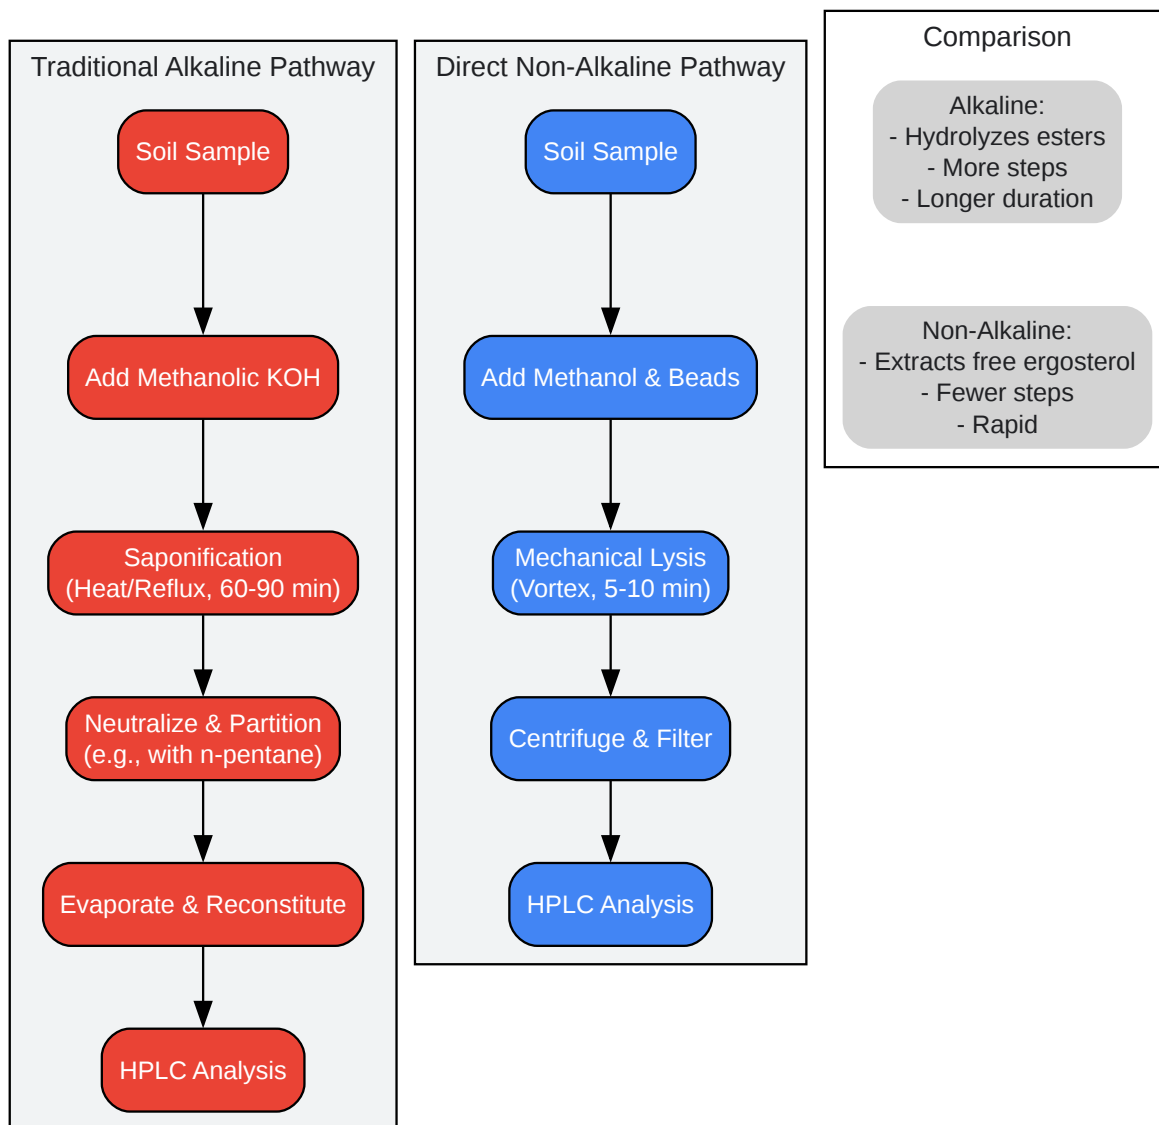 Traditional Alkaline Pathway
Soil Sample
Add Methanolic KOH
Saponification
(Heat/Reflux, 60-90 min)
Neutralize & Partition
(e.g., with n-pentane)
Evaporate & Reconstitute
HPLC Analysis
Direct Non-Alkaline Pathway
Soil Sample
Add Methanol & Beads
Mechanical Lysis
(Vortex, 5-10 min)
Centrifuge & Filter
HPLC Analysis
Comparison
Alkaline:
- Hydrolyzes esters
- More steps
- Longer duration
Non-Alkaline:
- Extracts free ergosterol
- Fewer steps
- Rapid